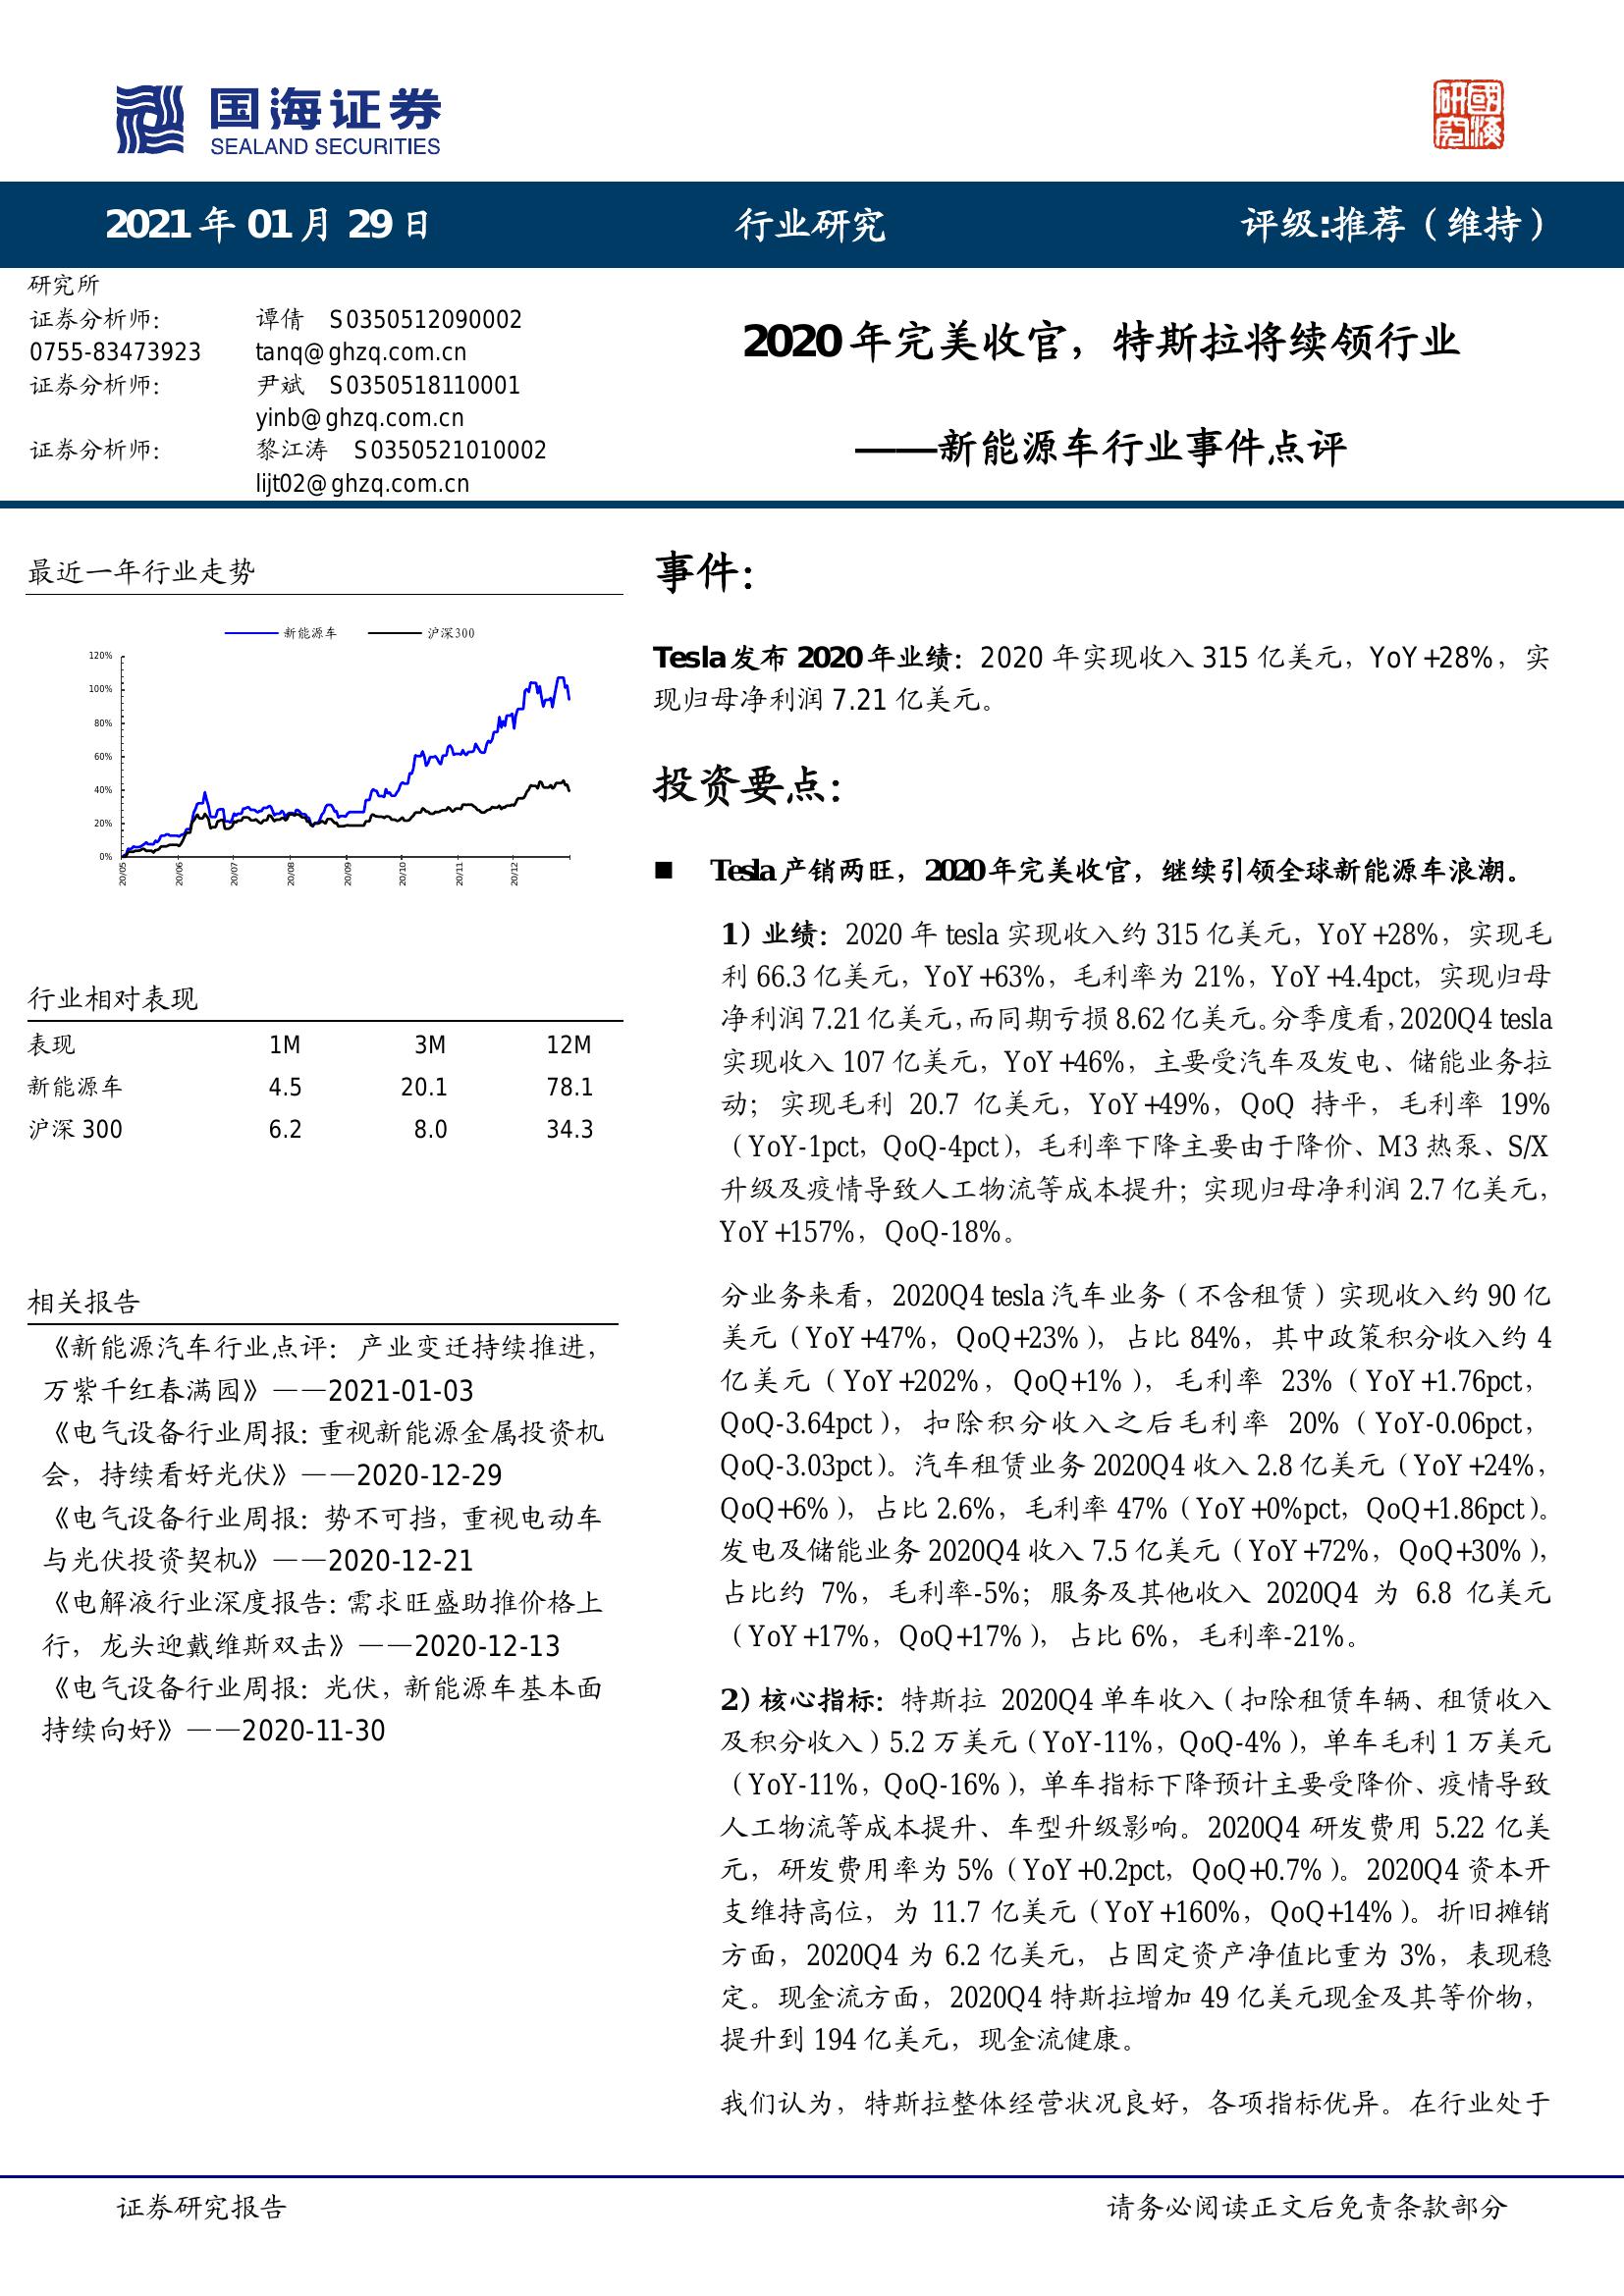 国海证券
SEALAND SECURITIES
國海研究
2021 年 01 月 29 日 行业研究 评级:推荐（维持）
研究所
证券分析师： 谭倩 S0350512090002
0755-83473923 tanq@ghzq.com.cn
证券分析师： 尹斌 S0350518110001
yinb@ghzq.com.cn
证券分析师： 黎江涛 S0350521010002
lijt02@ghzq.com.cn
2020 年完美收官，特斯拉将续领行业
——新能源车行业事件点评
最近一年行业走势
新能源车 沪深300
120%
100%
80%
60%
40%
20%
0%
20/05 20/06 20/07 20/08 20/09 20/10 20/11 20/12
行业相对表现
表现 1M 3M 12M
新能源车 4.5 20.1 78.1
沪深 300 6.2 8.0 34.3
相关报告
《新能源汽车行业点评：产业变迁持续推进，
万紫千红春满园》——2021-01-03
《电气设备行业周报：重视新能源金属投资机
会，持续看好光伏》——2020-12-29
《电气设备行业周报：势不可挡，重视电动车
与光伏投资契机》——2020-12-21
《电解液行业深度报告：需求旺盛助推价格上
行，龙头迎戴维斯双击》——2020-12-13
《电气设备行业周报：光伏，新能源车基本面
持续向好》——2020-11-30
事件：
Tesla 发布 2020 年业绩：2020 年实现收入 315 亿美元，YoY+28%，实
现归母净利润 7.21 亿美元。
投资要点：
■ Tesla 产销两旺，2020 年完美收官，继续引领全球新能源车浪潮。
1）业绩：2020 年 tesla 实现收入约 315 亿美元，YoY+28%，实现毛
利 66.3 亿美元，YoY+63%，毛利率为 21%，YoY+4.4pct，实现归母
净利润 7.21 亿美元，而同期亏损 8.62 亿美元。分季度看，2020Q4 tesla
实现收入 107 亿美元，YoY+46%，主要受汽车及发电、储能业务拉
动；实现毛利 20.7 亿美元，YoY+49%，QoQ 持平，毛利率 19%
（YoY-1pct，QoQ-4pct），毛利率下降主要由于降价、M3 热泵、S/X
升级及疫情导致人工物流等成本提升；实现归母净利润 2.7 亿美元，
YoY+157%，QoQ-18%。
分业务来看，2020Q4 tesla 汽车业务（不含租赁）实现收入约 90 亿
美元（YoY+47%，QoQ+23%），占比 84%，其中政策积分收入约 4
亿美元（YoY+202%，QoQ+1%），毛利率 23%（YoY+1.76pct，
QoQ-3.64pct），扣除积分收入之后毛利率 20%（YoY-0.06pct，
QoQ-3.03pct）。汽车租赁业务 2020Q4 收入 2.8 亿美元（YoY+24%，
QoQ+6%），占比 2.6%，毛利率 47%（YoY+0%pct，QoQ+1.86pct）。
发电及储能业务 2020Q4 收入 7.5 亿美元（YoY+72%，QoQ+30%），
占比约 7%，毛利率-5%；服务及其他收入 2020Q4 为 6.8 亿美元
（YoY+17%，QoQ+17%），占比 6%，毛利率-21%。
2）核心指标：特斯拉 2020Q4 单车收入（扣除租赁车辆、租赁收入
及积分收入）5.2 万美元（YoY-11%，QoQ-4%），单车毛利 1 万美元
（YoY-11%，QoQ-16%），单车指标下降预计主要受降价、疫情导致
人工物流等成本提升、车型升级影响。2020Q4 研发费用 5.22 亿美
元，研发费用率为 5%（YoY+0.2pct，QoQ+0.7%）。2020Q4 资本开
支维持高位，为 11.7 亿美元（YoY+160%，QoQ+14%）。折旧摊销
方面，2020Q4 为 6.2 亿美元，占固定资产净值比重为 3%，表现稳
定。现金流方面，2020Q4 特斯拉增加 49 亿美元现金及其等价物，
提升到 194 亿美元，现金流健康。
我们认为，特斯拉整体经营状况良好，各项指标优异。在行业处于
证券研究报告 请务必阅读正文后免责条款部分